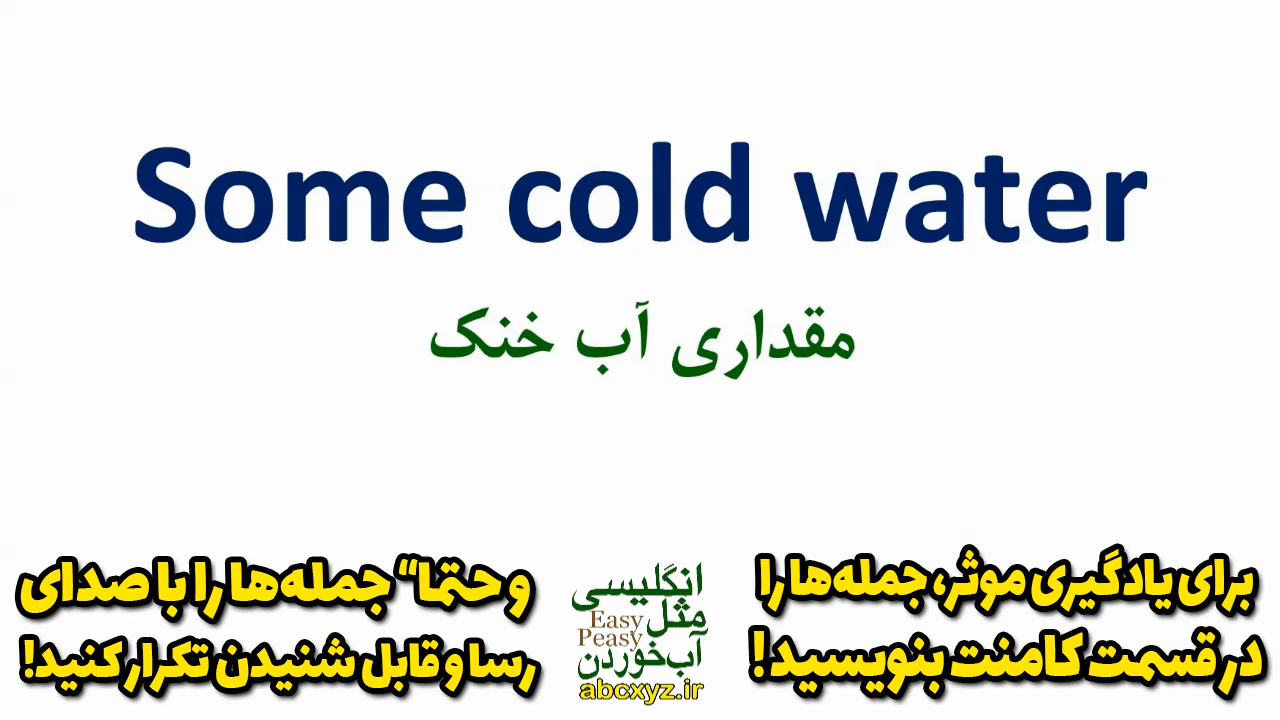 Some cold water
مقداری آب خنک
برای یادگیری موثر، جمله‌ها را
در قسمت کامنت بنویسید!
و حتما“ جمله‌ها را با صدای
رسا و قابل شنیدن تکرار کنید!
انگلیسی
مثل
Easy
Peasy
آب خوردن
abcxyz.ir